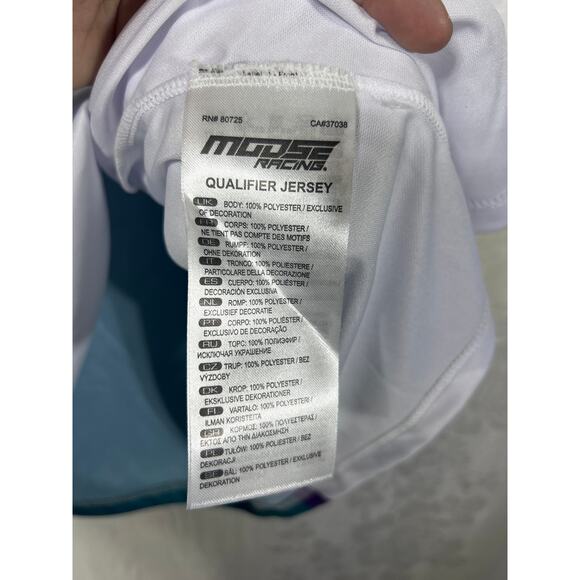 RN# 80725 CA#37038
MOOSE
RACING.
QUALIFIER JERSEY
UK BODY: 100% POLYESTER / EXCLUSIVE
OF DECORATION
CORPS: 100% POLYESTER /
NE TIENT PAS COMPTE DES MOTIFS
DE RUMPF: 100% POLYESTER /
OHNE DEKORATION
IT TRONCO: 100% POLIESTERE /
PARTICOLARE DELLA DECORAZIONE
ES CUERPO: 100% POLIÉSTER /
DECORACIÓN EXCLUSIVA
NL ROMP: 100% POLYESTER /
EXCLUSIEF DECORATIE
PT CORPO: 100% POLIÉSTER /
EXCLUSIVO DE DECORAÇÃO
RU ТОРС: 100% ПОЛИЭФИР /
ИСКЛЮЧАЯ УКРАШЕНИЕ
CZ TRUP: 100% POLYESTER / BEZ
VÝZDOBY
DK KROP: 100% POLYESTER /
EKSKLUSIVE DEKORATIONER
FI VARTALO: 100% POLYESTER /
ILMAN KORISTEITA
ΚΟΡΜΟΣ: 100% ΠΟΛΥΕΣΤΕΡΑΣ /
ΕΚΤΟΣ ΑΠΟ ΤΗΝ ΔΙΑΚΟΣΜΗΣΗ
PL TUŁÓW: 100% POLYESTER / BEZ
DEKORACJI
BÅL: 100% POLYESTER / EXKLUSIVE
DEKORATION